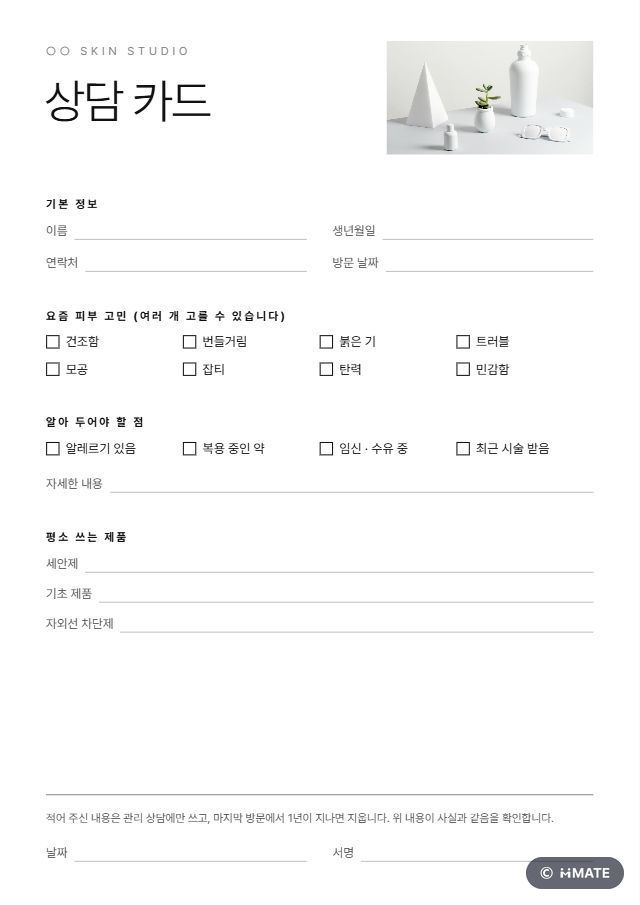 ○○ SKIN STUDIO
상담 카드
기본 정보
이름 생년월일
연락처 방문 날짜
요즘 피부 고민 (여러 개 고를 수 있습니다)
건조함 번들거림 붉은 기 트러블
모공 잡티 탄력 민감함
알아 두어야 할 점
알레르기 있음 복용 중인 약 임신 · 수유 중 최근 시술 받음
자세한 내용
평소 쓰는 제품
세안제
기초 제품
자외선 차단제
적어 주신 내용은 관리 상담에만 쓰고, 마지막 방문에서 1년이 지나면 지웁니다. 위 내용이 사실과 같음을 확인합니다.
날짜 서명
© MMATE